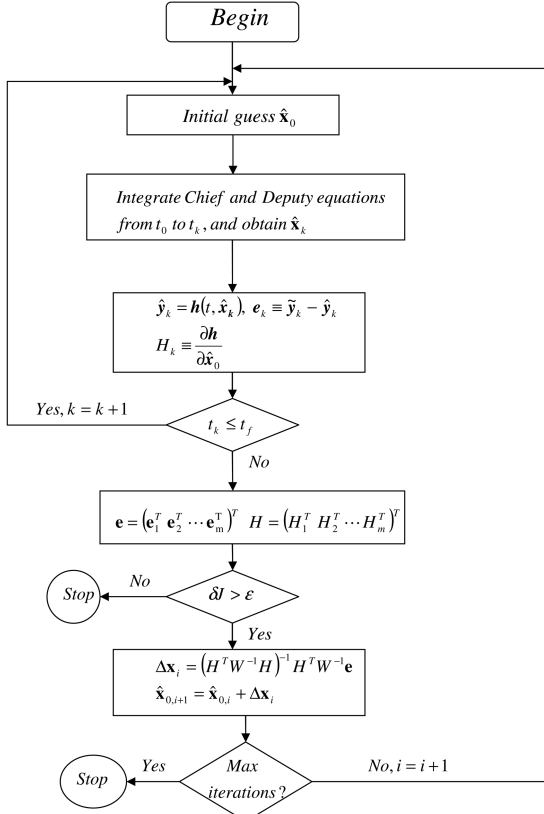 Begin
Initial guess x̂₀
Integrate Chief and Deputy equations
from t₀ to tₖ, and obtain x̂ₖ
ŷₖ = h(t, x̂ₖ), eₖ ≡ ỹₖ − ŷₖ
Hₖ ≡ ∂h/∂x̂₀
Yes, k = k+1
tₖ ≤ t_f
No
e = (e₁ᵀ e₂ᵀ ⋯ eₘᵀ)ᵀ H = (H₁ᵀ H₂ᵀ ⋯ Hₘᵀ)ᵀ
Stop
No
δJ > ε
Yes
Δxᵢ = (HᵀW⁻¹H)⁻¹HᵀW⁻¹e
x̂₀,ᵢ₊₁ = x̂₀,ᵢ + Δxᵢ
Stop
Yes
Max
iterations?
No, i = i+1